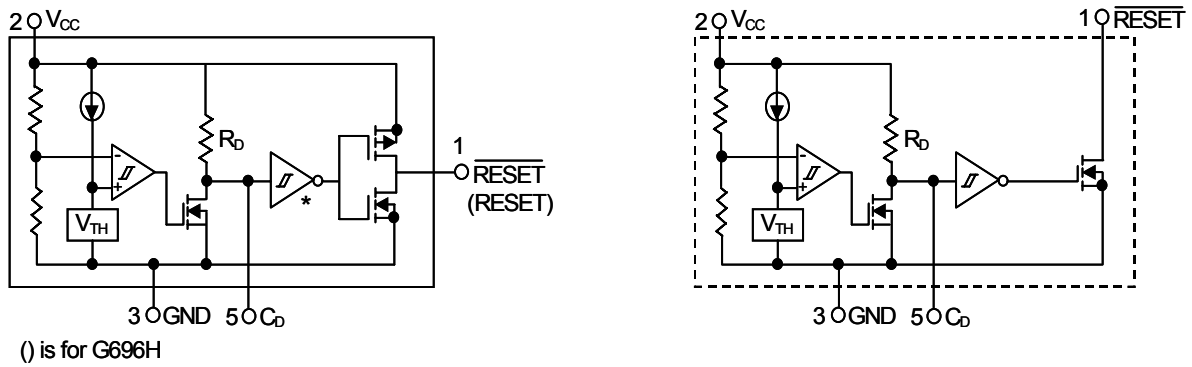 2 VCC
RD
-
+
VTH
*
1
RESET
(RESET)
3 GND 5 CD
() is for G696H
2 VCC
1 RESET
RD
-
+
VTH
3 GND 5 CD